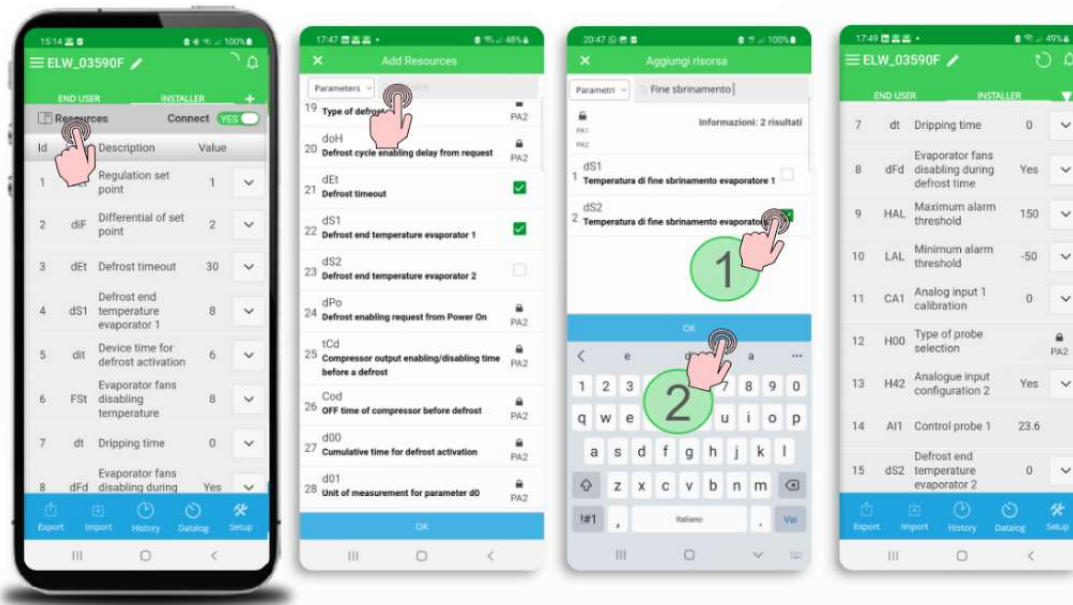 15:14 100%
ELW_03590F
END USER INSTALLER +
Resources Connect YES
Id Description Value
1 Regulation set point 1
2 diF Differential of set point 2
3 dEt Defrost timeout 30
4 dS1 Defrost end temperature evaporator 1 8
5 dit Device time for defrost activation 6
6 FSt Evaporator fans disabling temperature 8
7 dt Dripping time 0
8 dFd Evaporator fans disabling during Yes
Export Import History Datalog Setup
17:47 48%
Add Resources
Parameters
19 Type of defrost PA2
20 doH
Defrost cycle enabling delay from request PA2
21 dEt
Defrost timeout
22 dS1
Defrost end temperature evaporator 1
23 dS2
Defrost end temperature evaporator 2
24 dPo
Defrost enabling request from Power On PA2
25 tCd
Compressor output enabling/disabling time
before a defrost PA2
26 Cod
OFF time of compressor before defrost PA2
27 d00
Cumulative time for defrost activation PA2
28 d01
Unit of measurement for parameter d0 PA2
OK
20:47 100%
Aggiungi risorsa
Parametri Fine sbrinamento
PA1
PA2
Informazioni: 2 risultati
1 dS1
Temperatura di fine sbrinamento evaporatore 1
2 dS2
Temperatura di fine sbrinamento
1
OK
e a ...
1 2 3 7 8 9 0
2
q w e u i o p
a s d f g h j k l
z x c v b n m
!#1 , Italiano . Vai
17:49 49%
ELW_03590F
END USER INSTALLER
7 dt Dripping time 0
8 dFd Evaporator fans disabling during defrost time Yes
9 HAL Maximum alarm threshold 150
10 LAL Minimum alarm threshold -50
11 CA1 Analog input 1 calibration 0
12 H00 Type of probe selection PA2
13 H42 Analogue input configuration 2 Yes
14 AI1 Control probe 1 23.6
15 dS2 Defrost end temperature evaporator 2 0
Export Import History Datalog Setup